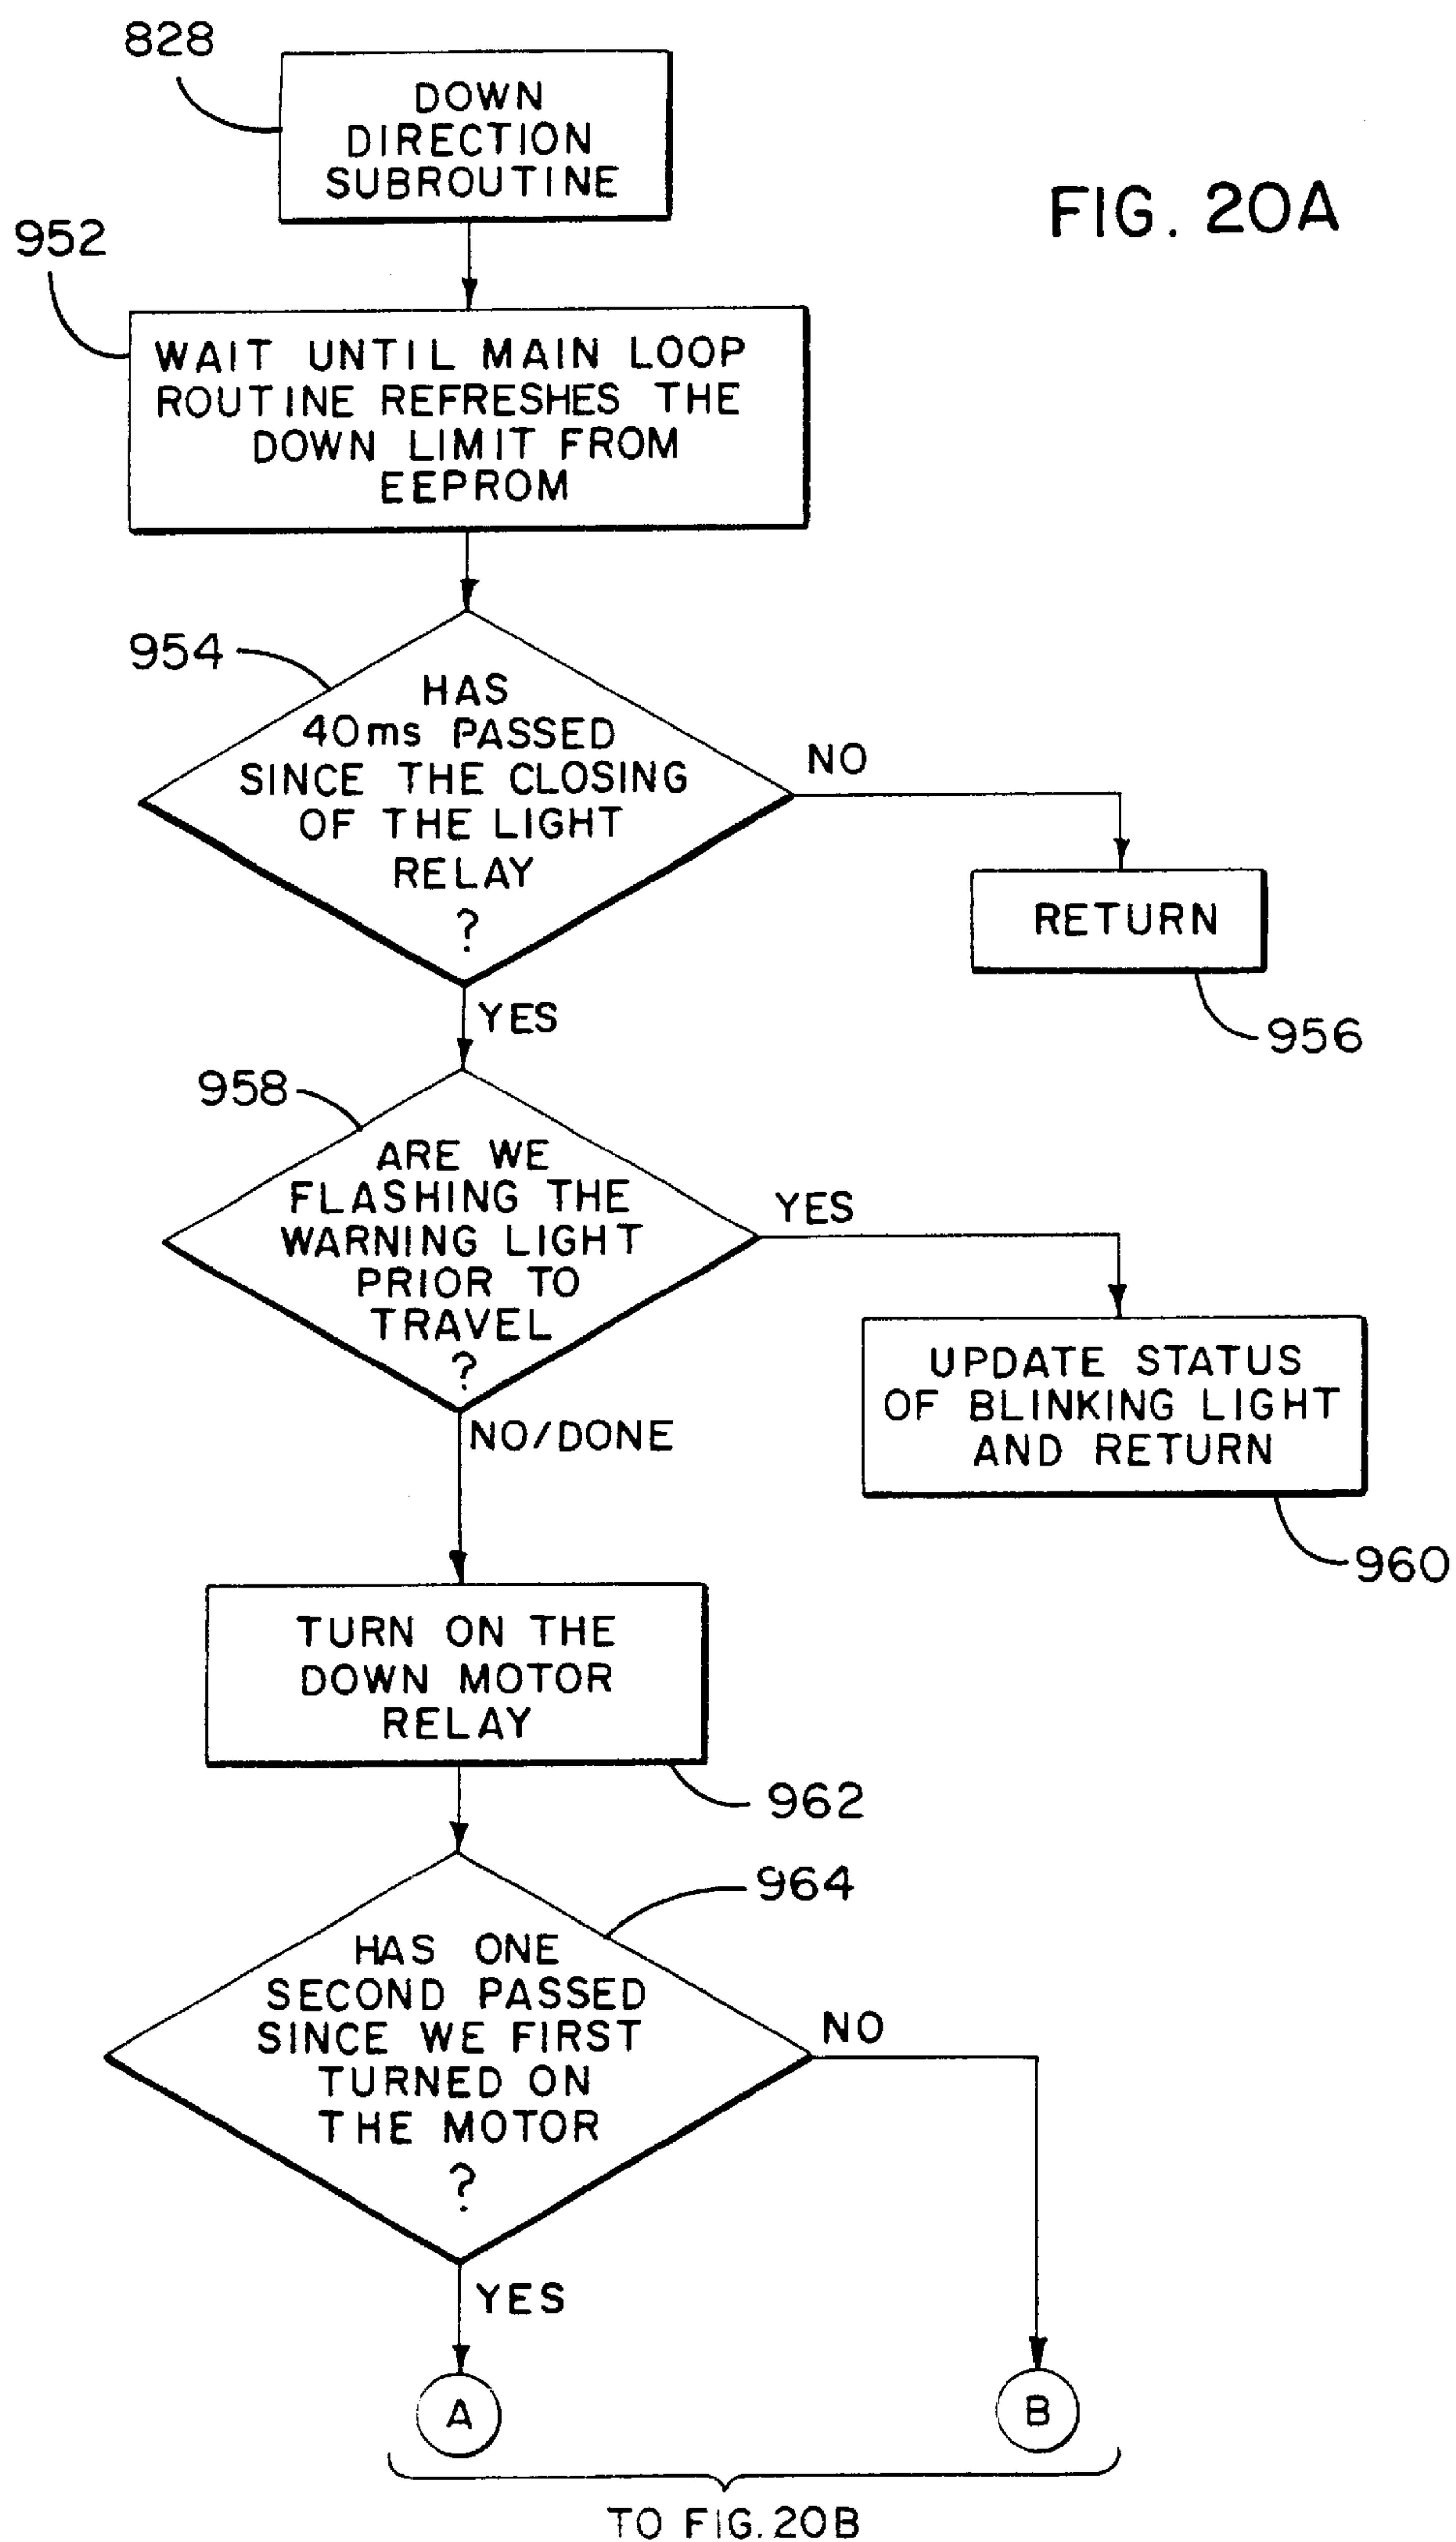 828
DOWN
DIRECTION
SUBROUTINE
FIG. 20A
952
WAIT UNTIL MAIN LOOP
ROUTINE REFRESHES THE
DOWN LIMIT FROM
EEPROM
954
HAS
40ms PASSED
SINCE THE CLOSING
OF THE LIGHT
RELAY
?
NO
RETURN
956
YES
958
ARE WE
FLASHING THE
WARNING LIGHT
PRIOR TO
TRAVEL
?
YES
UPDATE STATUS
OF BLINKING LIGHT
AND RETURN
960
NO/DONE
TURN ON THE
DOWN MOTOR
RELAY
962
964
HAS ONE
SECOND PASSED
SINCE WE FIRST
TURNED ON
THE MOTOR
?
NO
YES
A
B
TO FIG. 20B